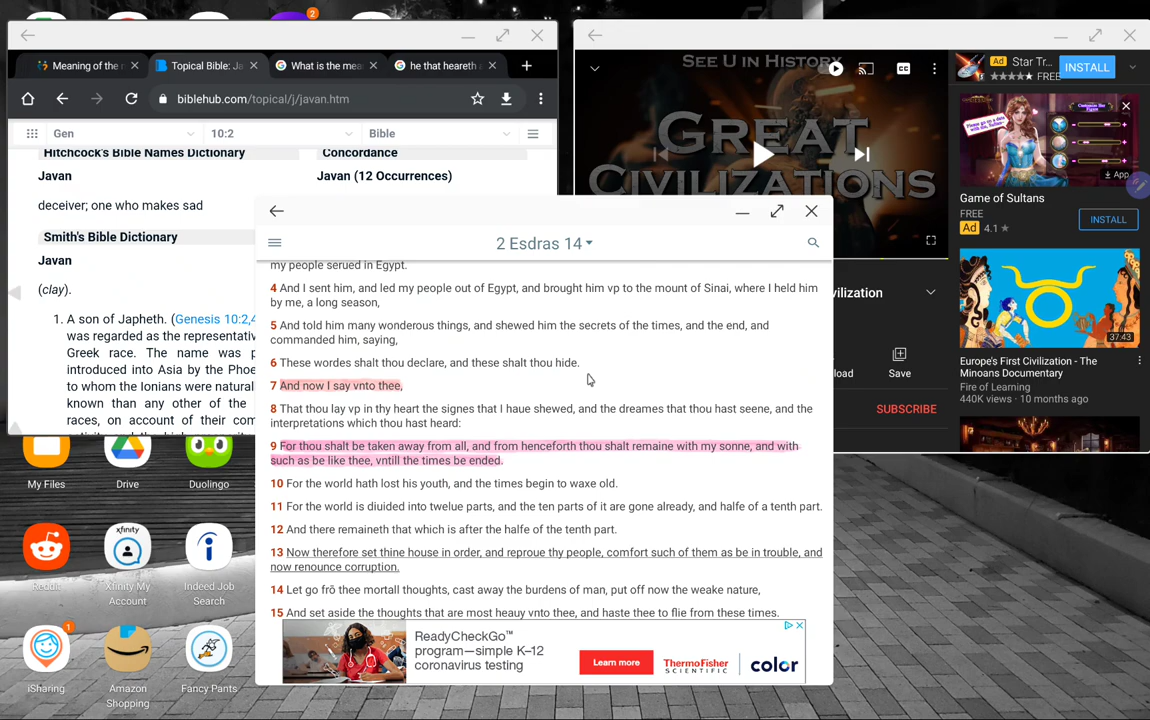 2
Meaning of the n
Topical Bible: Ja
What is the mea
he that heareth
biblehub.com/topical/j/javan.htm
Gen
10:2
Bible
Hitchcock's Bible Names Dictionary
Concordance
Javan
Javan (12 Occurrences)
deceiver; one who makes sad
Smith's Bible Dictionary
Javan
(clay).
1. A son of Japheth. (Genesis 10:2,4
was regarded as the representativ
Greek race. The name was p
introduced into Asia by the Phoe
to whom the Ionians were natural
known than any other of the
races, on account of their com
SEE U IN HISTORY
CC
GREAT
CIVILIZATIONS
Ad Star Tr...
FREE
INSTALL
App
Game of Sultans
FREE
Ad 4.1
INSTALL
vilization
load
Save
SUBSCRIBE
37:43
Europe's First Civilization - The
Minoans Documentary
Fire of Learning
440K views · 10 months ago
2 Esdras 14
my people serued in Egypt.
4 And I sent him, and led my people out of Egypt, and brought him vp to the mount of Sinai, where I held him
by me, a long season,
5 And told him many wonderous things, and shewed him the secrets of the times, and the end, and
commanded him, saying,
6 These wordes shalt thou declare, and these shalt thou hide.
7 And now I say vnto thee,
8 That thou lay vp in thy heart the signes that I haue shewed, and the dreames that thou hast seene, and the
interpretations which thou hast heard:
9 For thou shalt be taken away from all, and from henceforth thou shalt remaine with my sonne, and with
such as be like thee, vntill the times be ended.
10 For the world hath lost his youth, and the times begin to waxe old.
11 For the world is diuided into twelue parts, and the ten parts of it are gone already, and halfe of a tenth part.
12 And there remaineth that which is after the halfe of the tenth part.
13 Now therefore set thine house in order, and reproue thy people, comfort such of them as be in trouble, and
now renounce corruption.
14 Let go frō thee mortall thoughts, cast away the burdens of man, put off now the weake nature,
15 And set aside the thoughts that are most heauy vnto thee, and haste thee to flie from these times.
ReadyCheckGo™
program—simple K–12
coronavirus testing
Learn more
ThermoFisher
SCIENTIFIC
color
My Files
Drive
Duolingo
xfinity
Reddit
Xfinity My
Account
Indeed Job
Search
1
iSharing
Amazon
Shopping
Fancy Pants